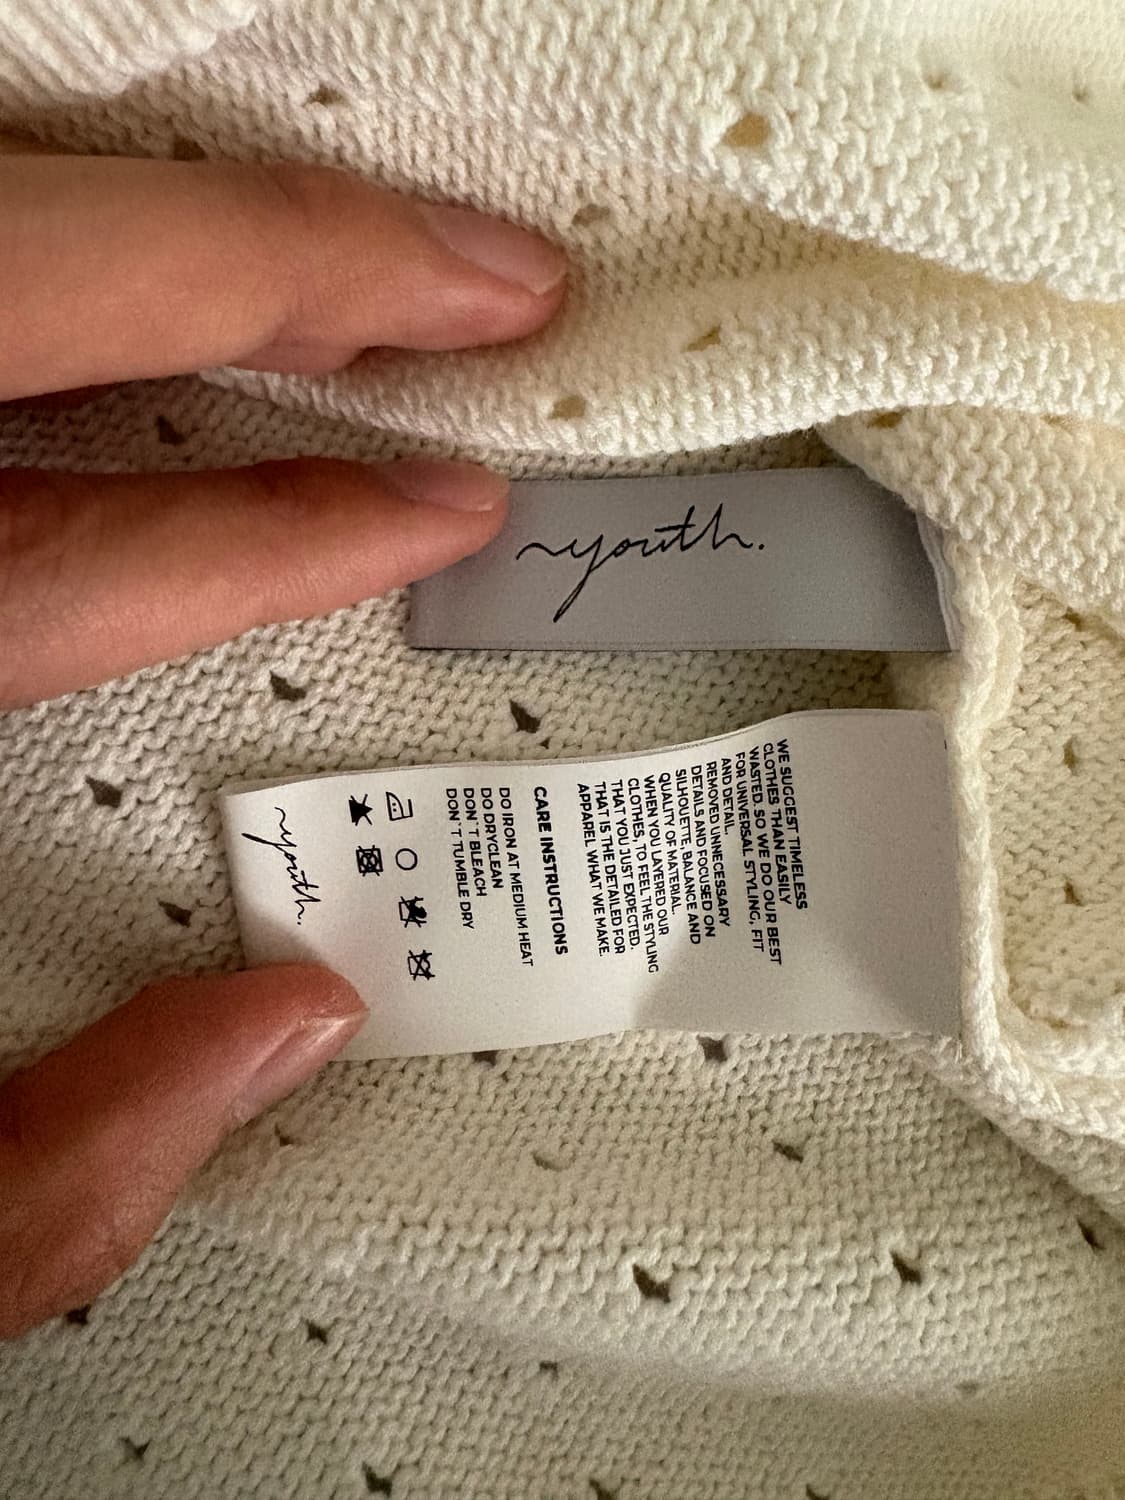 youth.
WE SUGGEST TIMELESS
CLOTHES THAN EASILY
WASTED. SO WE DO OUR BEST
FOR UNIVERSAL STYLING, FIT
AND DETAIL.
REMOVED UNNECESSARY
DETAILS AND FOCUSED ON
SILHOUETTE, BALANCE AND
QUALITY OF MATERIAL.
WHEN YOU LAYERED OUR
CLOTHES, TO FEEL THE STYLING
THAT YOU JUST EXPECTED.
THAT IS THE DETAILED FOR
APPAREL WHAT WE MAKE.
CARE INSTRUCTIONS
DO IRON AT MEDIUM HEAT
DO DRYCLEAN
DON`T BLEACH
DON`T TUMBLE DRY
youth.